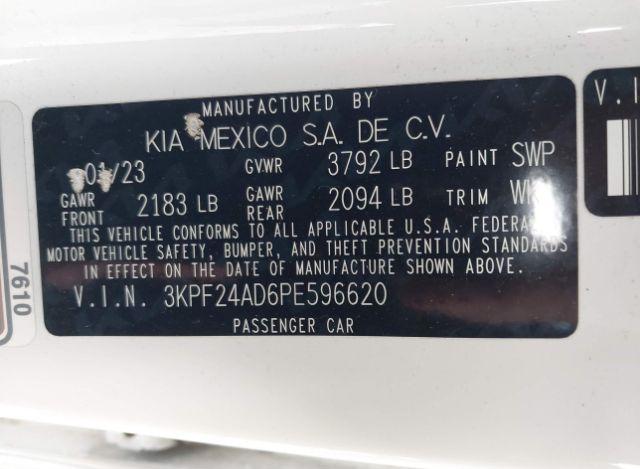 MANUFACTURED BY
KIA MEXICO S.A. DE C.V.
01/23 GVWR 3792 LB PAINT SWP
GAWR FRONT 2183 LB GAWR REAR 2094 LB TRIM
THIS VEHICLE CONFORMS TO ALL APPLICABLE U.S.A. FEDERAL
MOTOR VEHICLE SAFETY, BUMPER, AND THEFT PREVENTION STANDARDS
IN EFFECT ON THE DATE OF MANUFACTURE SHOWN ABOVE.
V.I.N. 3KPF24AD6PE596620
PASSENGER CAR
7610
V.I